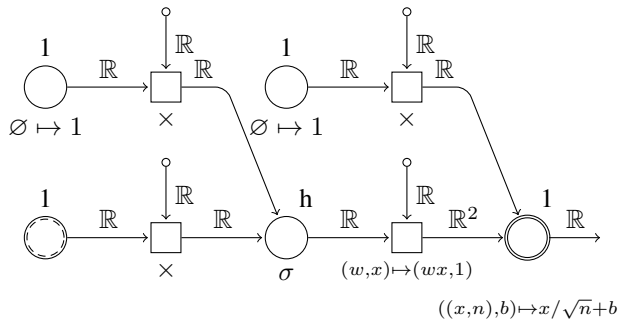 1 ℝ ℝ ℝ 1 ℝ ℝ ℝ
∅ ↦ 1 × ∅ ↦ 1 ×
1 ℝ ℝ ℝ h ℝ ℝ ℝ² 1 ℝ
× σ (w,x)↦(wx,1)
((x,n),b)↦x/√n+b